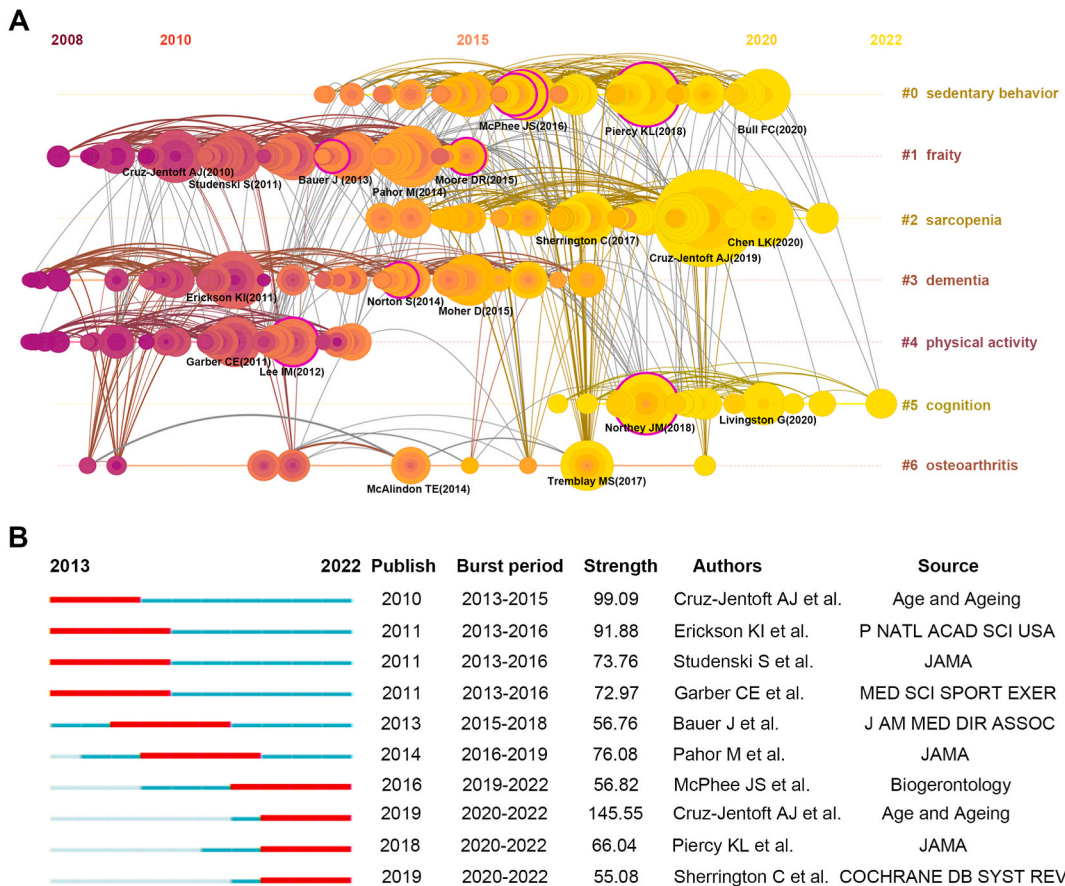 A
2008 2010 2015 2020 2022
#0 sedentary behavior
McPhee JS(2016) Piercy KL(2018) Bull FC(2020)
#1 fraity
Cruz-Jentoft AJ(2010)
Studenski S(2011) Bauer J (2013) Moore DR(2015)
Pahor M(2014)
#2 sarcopenia
Sherrington C(2017) Chen LK(2020)
Cruz-Jentoft AJ(2019)
#3 dementia
Erickson KI(2011) Norton S(2014)
Moher D(2015)
#4 physical activity
Garber CE(2011)
Lee IM(2012)
#5 cognition
Northey JM(2018) Livingston G(2020)
#6 osteoarthritis
McAlindon TE(2014) Tremblay MS(2017)
B
2013 2022 Publish Burst period Strength Authors Source
2010 2013-2015 99.09 Cruz-Jentoft AJ et al. Age and Ageing
2011 2013-2016 91.88 Erickson KI et al. P NATL ACAD SCI USA
2011 2013-2016 73.76 Studenski S et al. JAMA
2011 2013-2016 72.97 Garber CE et al. MED SCI SPORT EXER
2013 2015-2018 56.76 Bauer J et al. J AM MED DIR ASSOC
2014 2016-2019 76.08 Pahor M et al. JAMA
2016 2019-2022 56.82 McPhee JS et al. Biogerontology
2019 2020-2022 145.55 Cruz-Jentoft AJ et al. Age and Ageing
2018 2020-2022 66.04 Piercy KL et al. JAMA
2019 2020-2022 55.08 Sherrington C et al. COCHRANE DB SYST REV